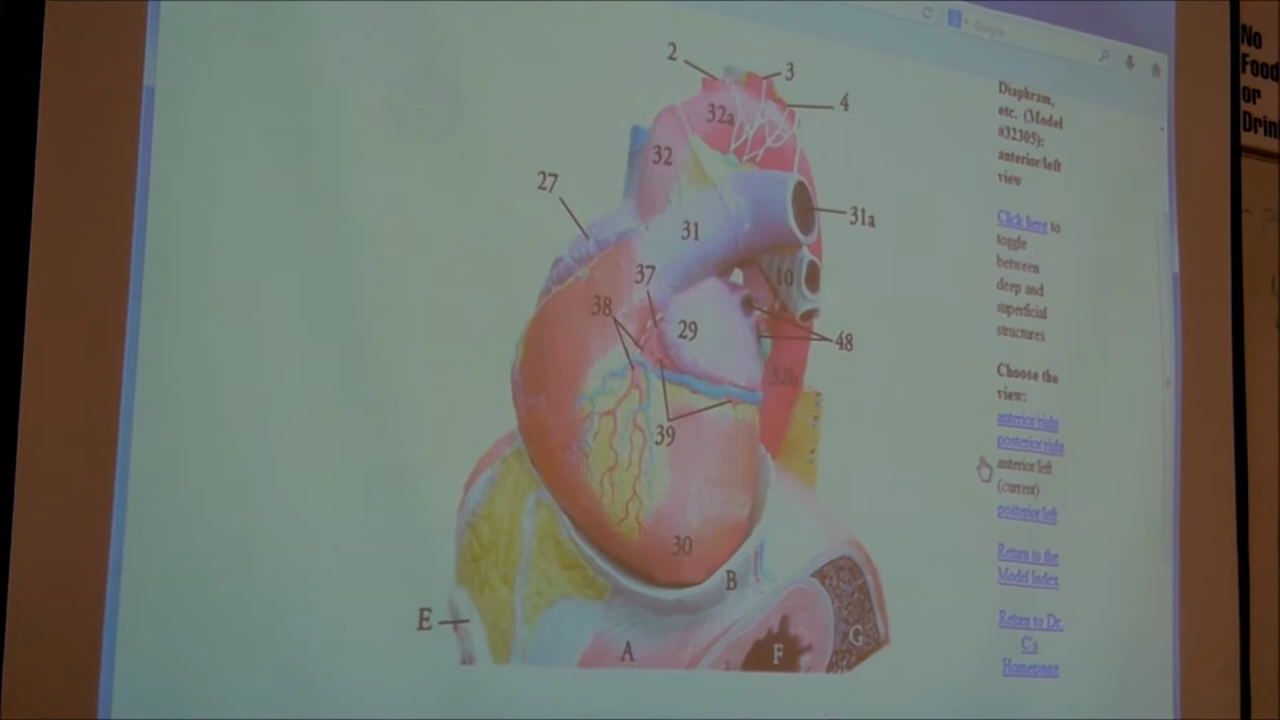 Google
No
Food
or
Drin
2
3
4
32a
32
27
31a
31
37
10
38
29
48
32b
39
30
B
E
A
F
G
Diaphram,
etc. (Model
#32305):
anterior/left
view
Click here to
toggle
between
deep and
superficial
structures
Choose the
view:
anterior/right
posterior/right
anterior/left
(current)
posterior/left
Return to the
Model Index
Return to Dr.
C's
Homepage